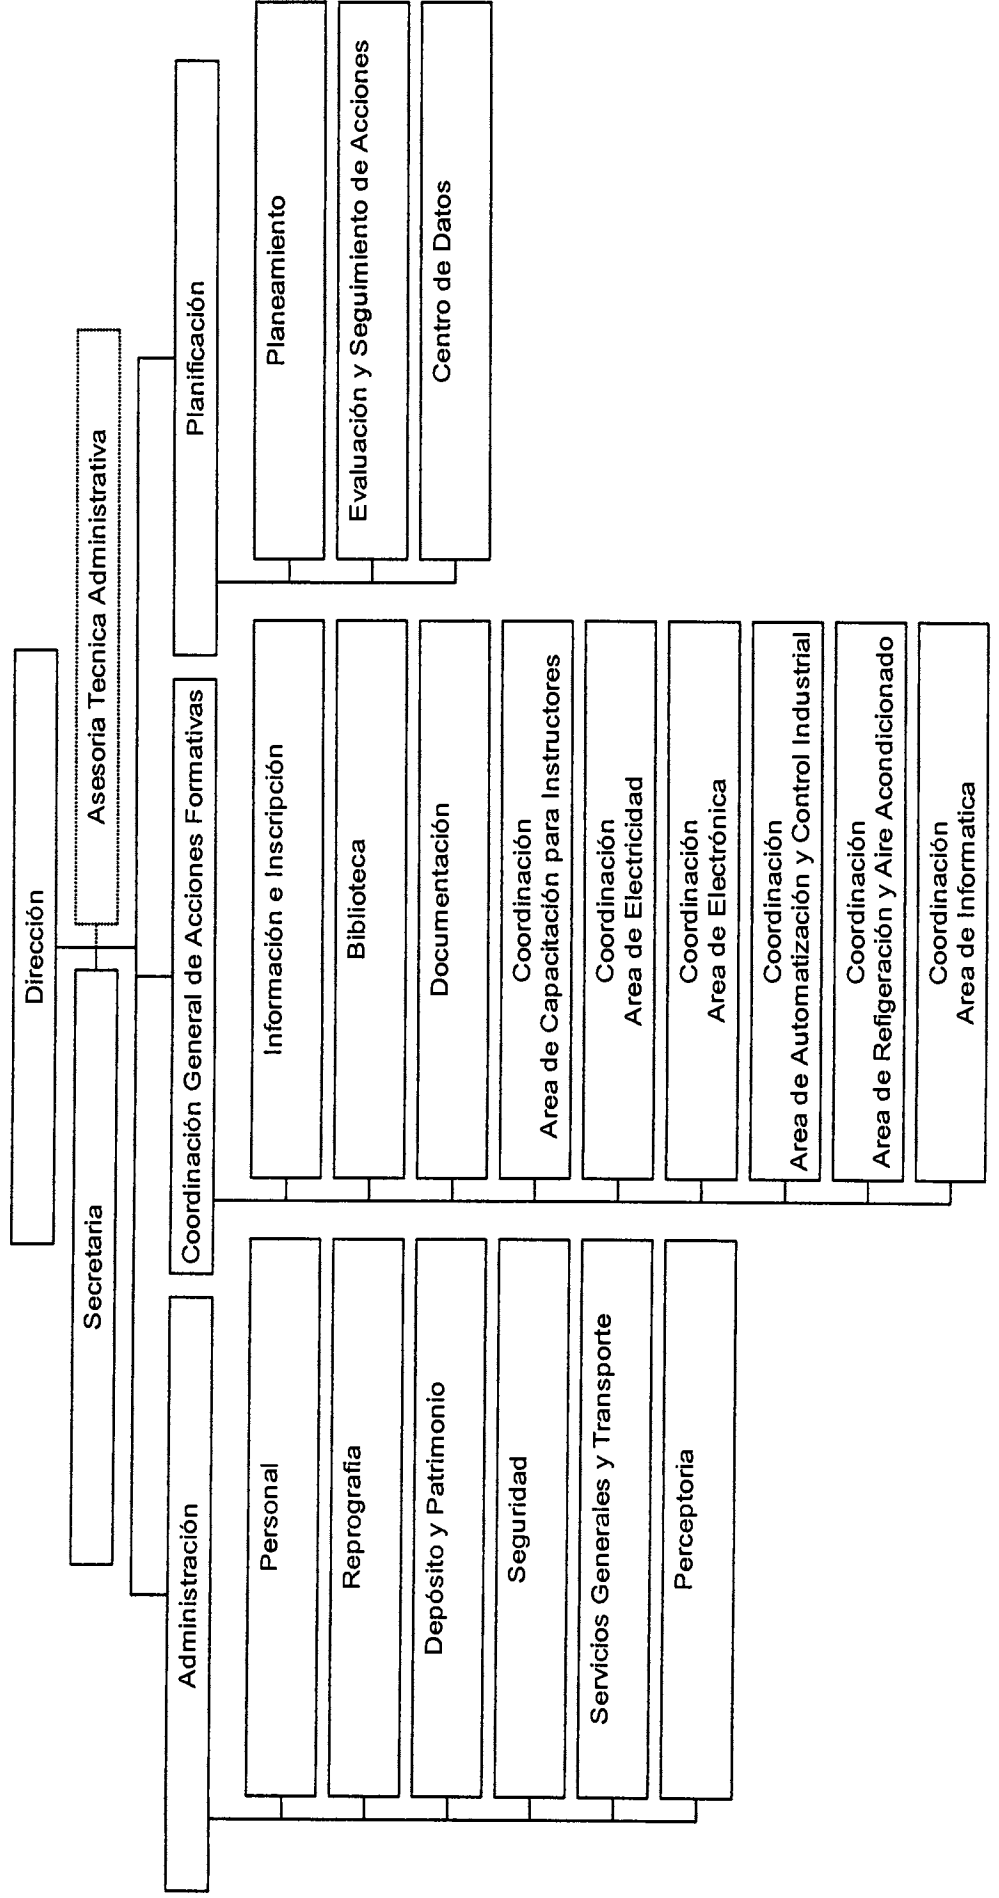 Dirección
Secretaria
Asesoria Tecnica Administrativa
Administración
Coordinación General de Acciones Formativas
Planificación
Personal
Reprografia
Depósito y Patrimonio
Seguridad
Servicios Generales y Transporte
Perceptoria
Información e Inscripción
Biblioteca
Documentación
Coordinación
Area de Capacitación para Instructores
Coordinación
Area de Electricidad
Coordinación
Area de Electrónica
Coordinación
Area de Automatización y Control Industrial
Coordinación
Area de Refigeración y Aire Acondicionado
Coordinación
Area de Informatica
Planeamiento
Evaluación y Seguimiento de Acciones
Centro de Datos